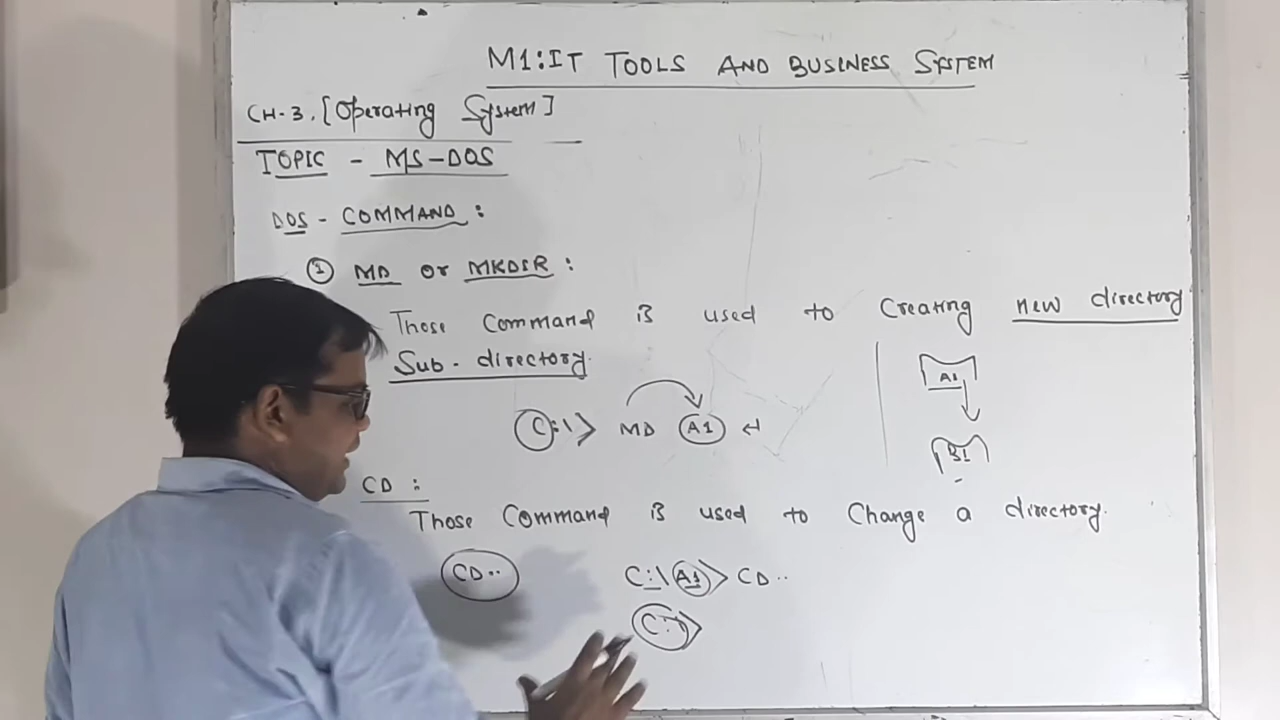 M1:IT TOOLS AND BUSINESS SYSTEM
CH-3. [Operating System]
TOPIC - MS-DOS
DOS - COMMAND:
① MD or MKDIR :
Those Command is used to Creating new directory
Sub-directory.
A1
C:\> MD A1 ↵
B1
CD :
Those Command is used to Change a directory.
CD.. C:\A1> CD..
C:\>